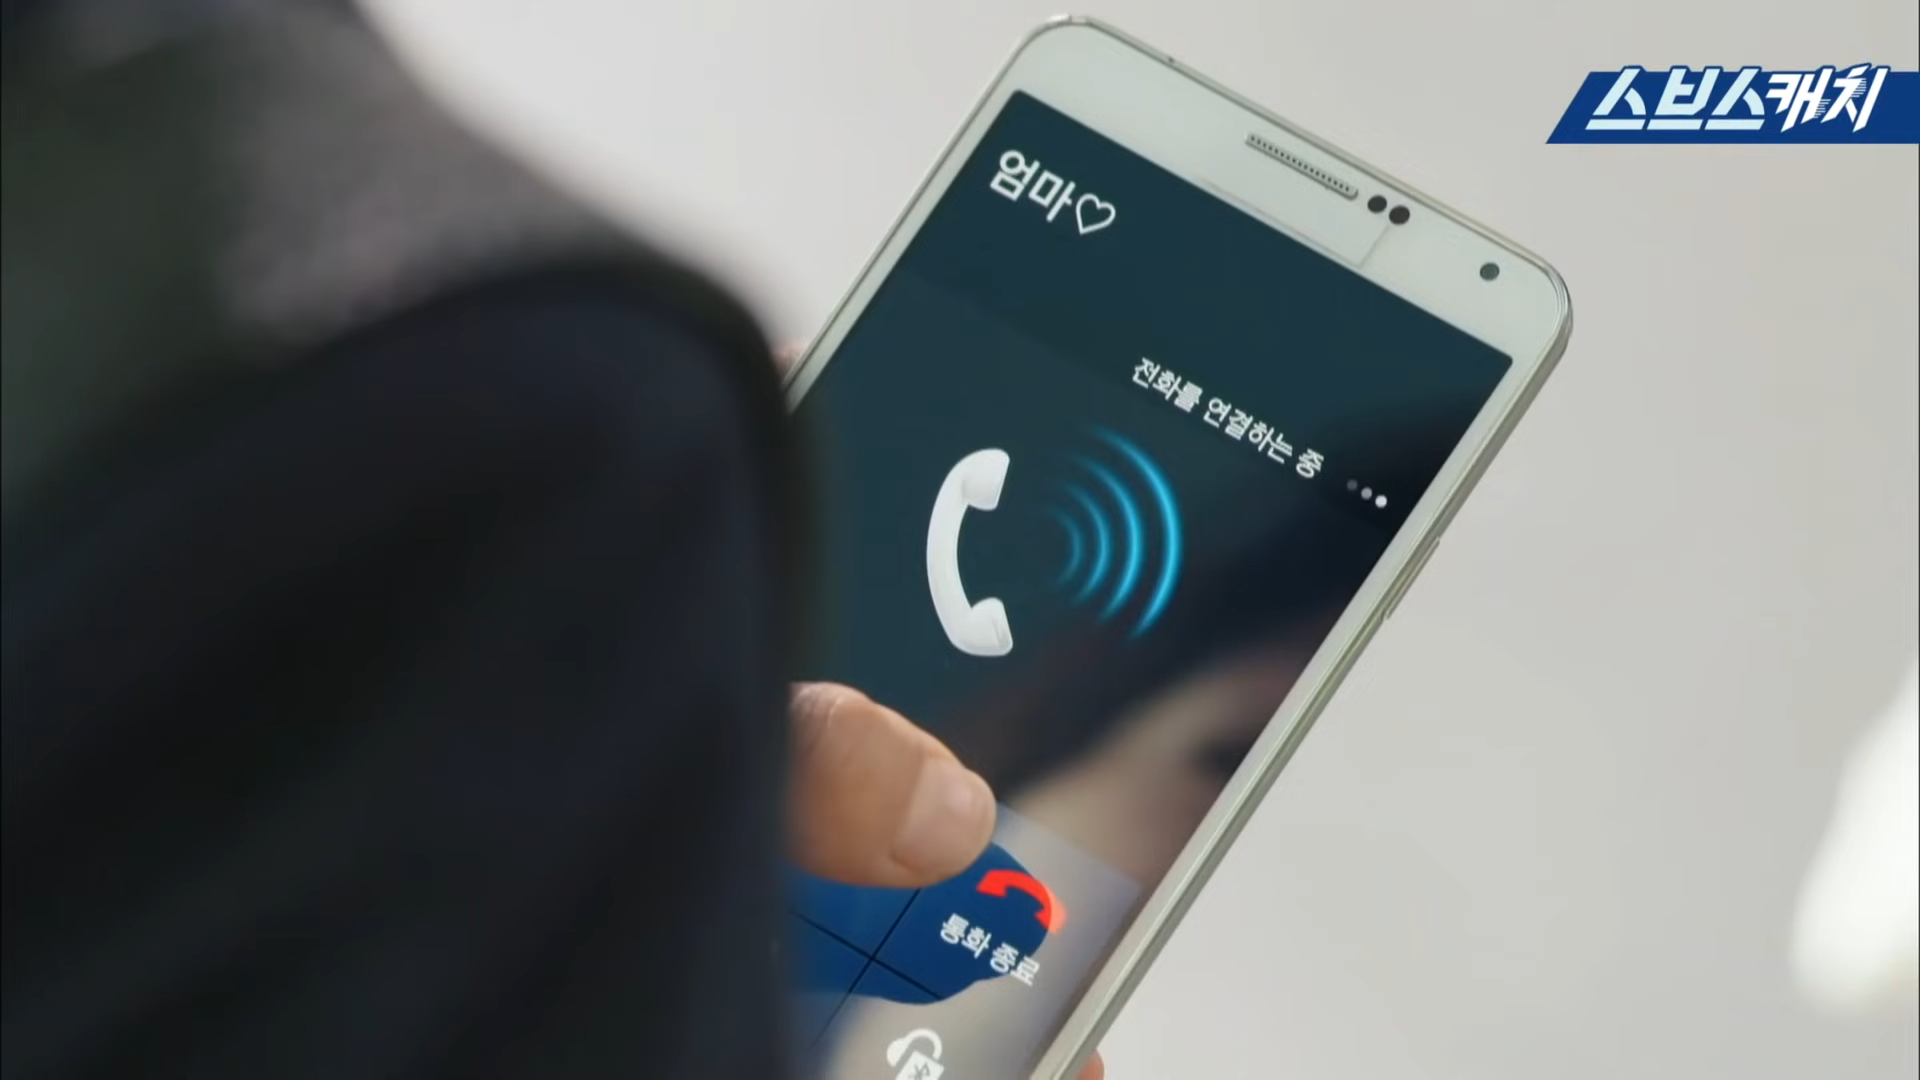 스브스캐치
엄마♡
전화를 연결하는 중
통화 종료